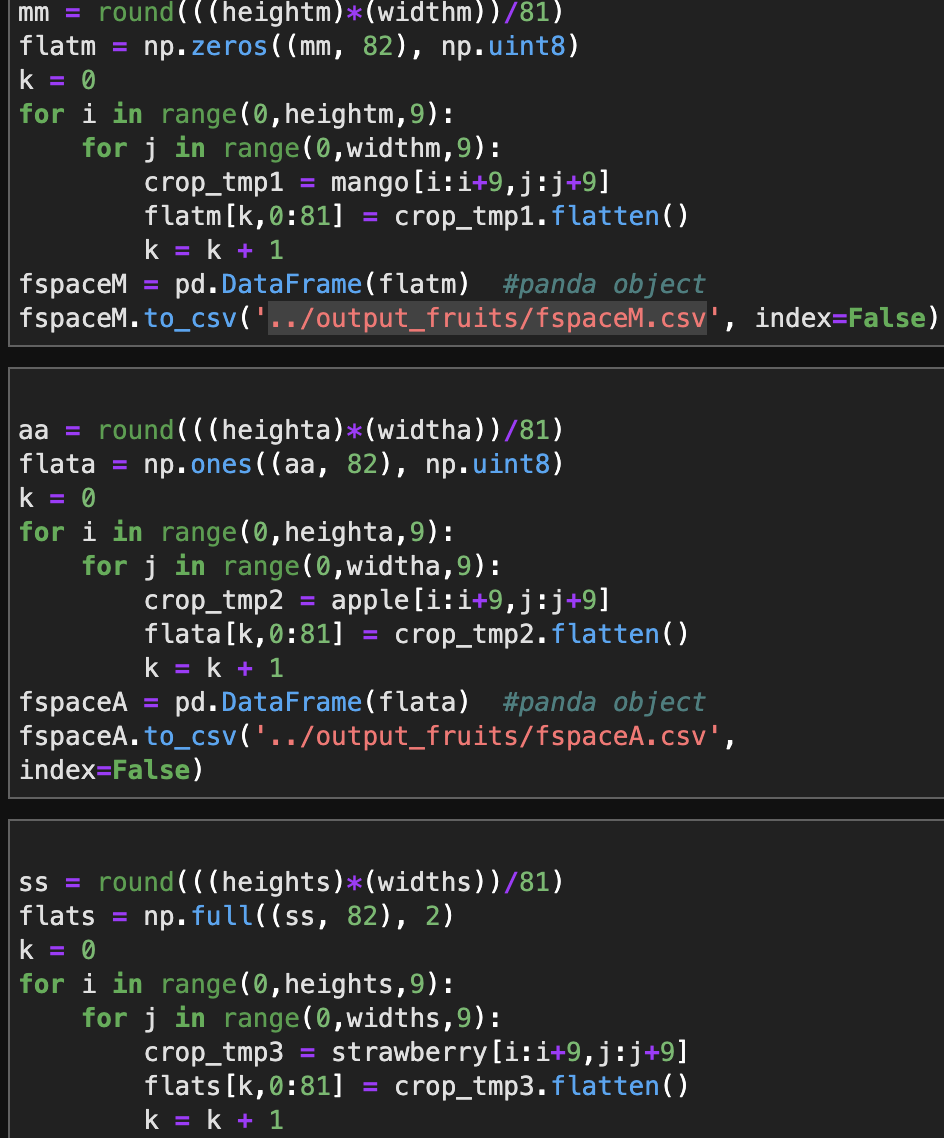 mm = round(((heightm)*(widthm))/81)
flatm = np.zeros((mm, 82), np.uint8)
k = 0
for i in range(0,heightm,9):
    for j in range(0,widthm,9):
        crop_tmp1 = mango[i:i+9,j:j+9]
        flatm[k,0:81] = crop_tmp1.flatten()
        k = k + 1
fspaceM = pd.DataFrame(flatm)  #panda object
fspaceM.to_csv('../output_fruits/fspaceM.csv', index=False)
aa = round(((heighta)*(widtha))/81)
flata = np.ones((aa, 82), np.uint8)
k = 0
for i in range(0,heighta,9):
    for j in range(0,widtha,9):
        crop_tmp2 = apple[i:i+9,j:j+9]
        flata[k,0:81] = crop_tmp2.flatten()
        k = k + 1
fspaceA = pd.DataFrame(flata)  #panda object
fspaceA.to_csv('../output_fruits/fspaceA.csv',
index=False)
ss = round(((heights)*(widths))/81)
flats = np.full((ss, 82), 2)
k = 0
for i in range(0,heights,9):
    for j in range(0,widths,9):
        crop_tmp3 = strawberry[i:i+9,j:j+9]
        flats[k,0:81] = crop_tmp3.flatten()
        k = k + 1